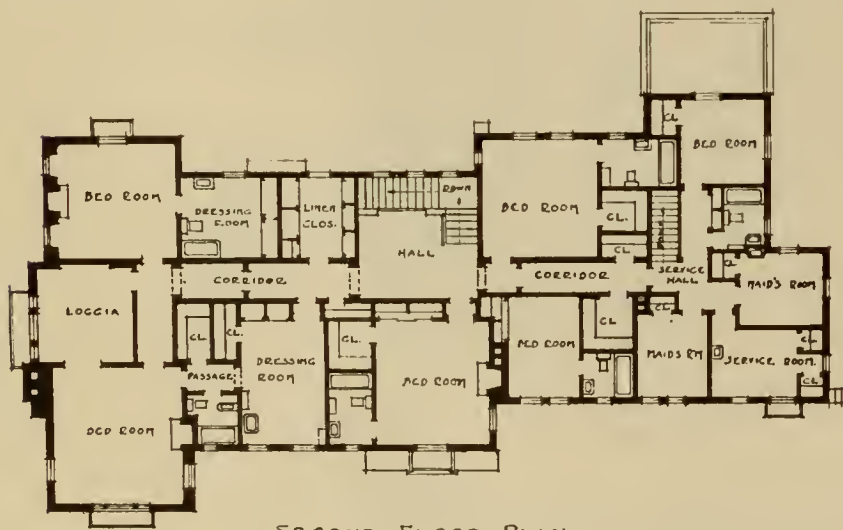 CL.
BED ROOM
BED ROOM
DRESSING
ROOM
LINEN
CLOS.
DOWN
BED ROOM
CL.
HALL
CL.
CORRIDOR
CORRIDOR
SERVICE
HALL
MAID'S ROOM
LOGGIA
CL.
CL.
DRESSING
ROOM
CL.
BED ROOM
CL.
BED ROOM
CL.
MAIDS RM
SERVICE ROOM.
CL.
CL.
PASSAGE
BED ROOM
SECOND FLOOR PLAN